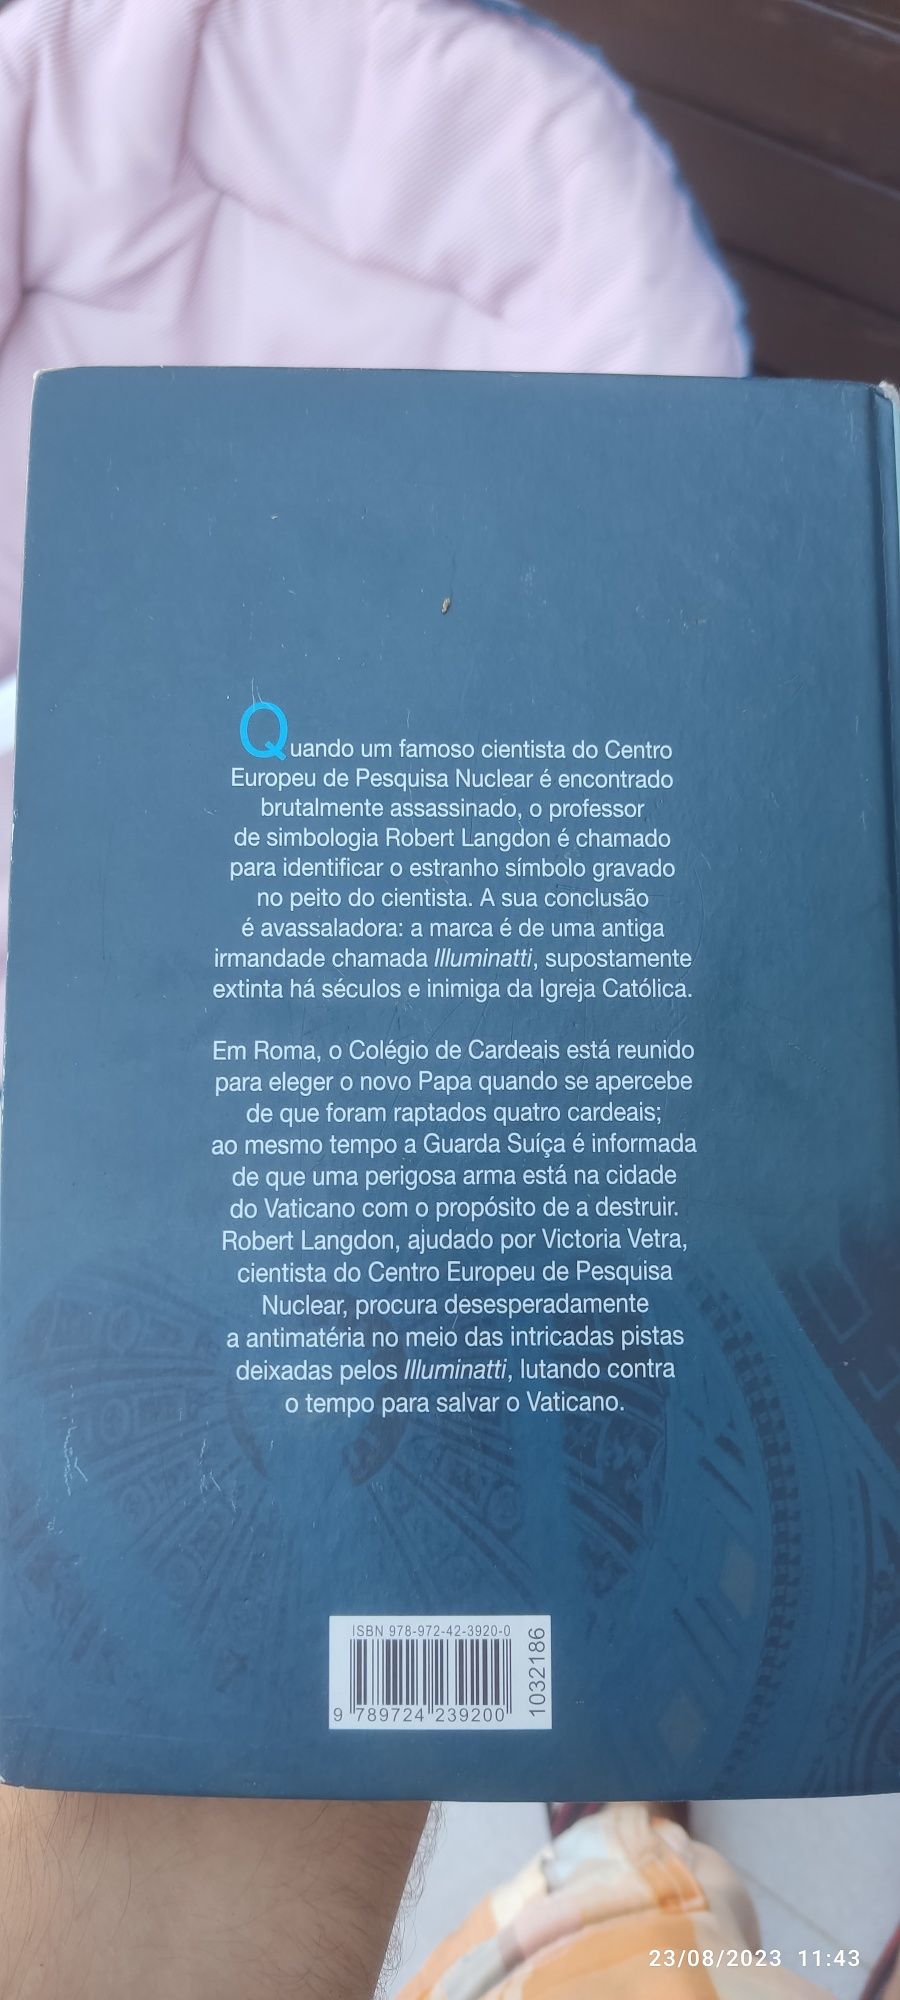 Quando um famoso cientista do Centro
Europeu de Pesquisa Nuclear é encontrado
brutalmente assassinado, o professor
de simbologia Robert Langdon é chamado
para identificar o estranho símbolo gravado
no peito do cientista. A sua conclusão
é avassaladora: a marca é de uma antiga
irmandade chamada Illuminatti, supostamente
extinta há séculos e inimiga da Igreja Católica.
Em Roma, o Colégio de Cardeais está reunido
para eleger o novo Papa quando se apercebe
de que foram raptados quatro cardeais;
ao mesmo tempo a Guarda Suíça é informada
de que uma perigosa arma está na cidade
do Vaticano com o propósito de a destruir.
Robert Langdon, ajudado por Victoria Vetra,
cientista do Centro Europeu de Pesquisa
Nuclear, procura desesperadamente
a antimatéria no meio das intricadas pistas
deixadas pelos Illuminatti, lutando contra
o tempo para salvar o Vaticano.
ISBN 978-972-42-3920-0
9 789724 239200
1032186
23/08/2023 11:43